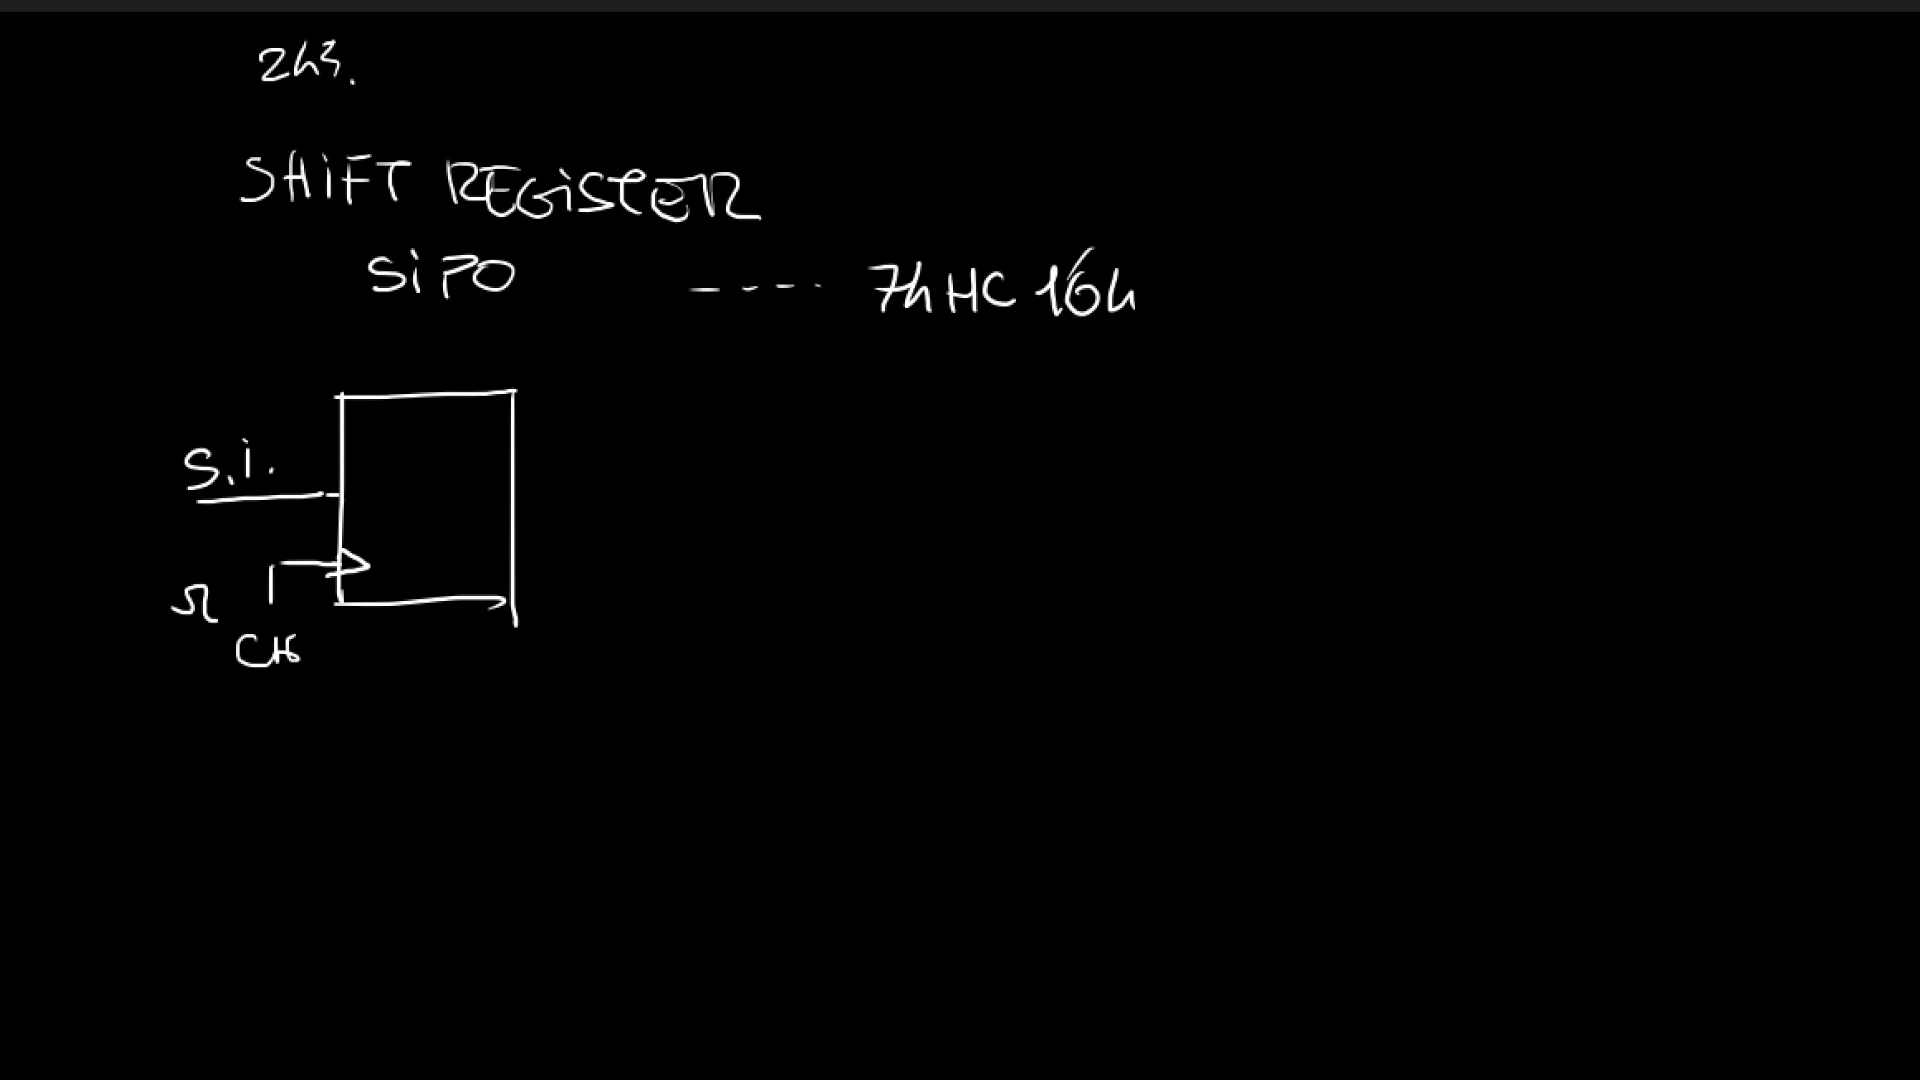 243.
SHiFT REGiSTER
SiPO ---- 74HC164
S.i.
CK